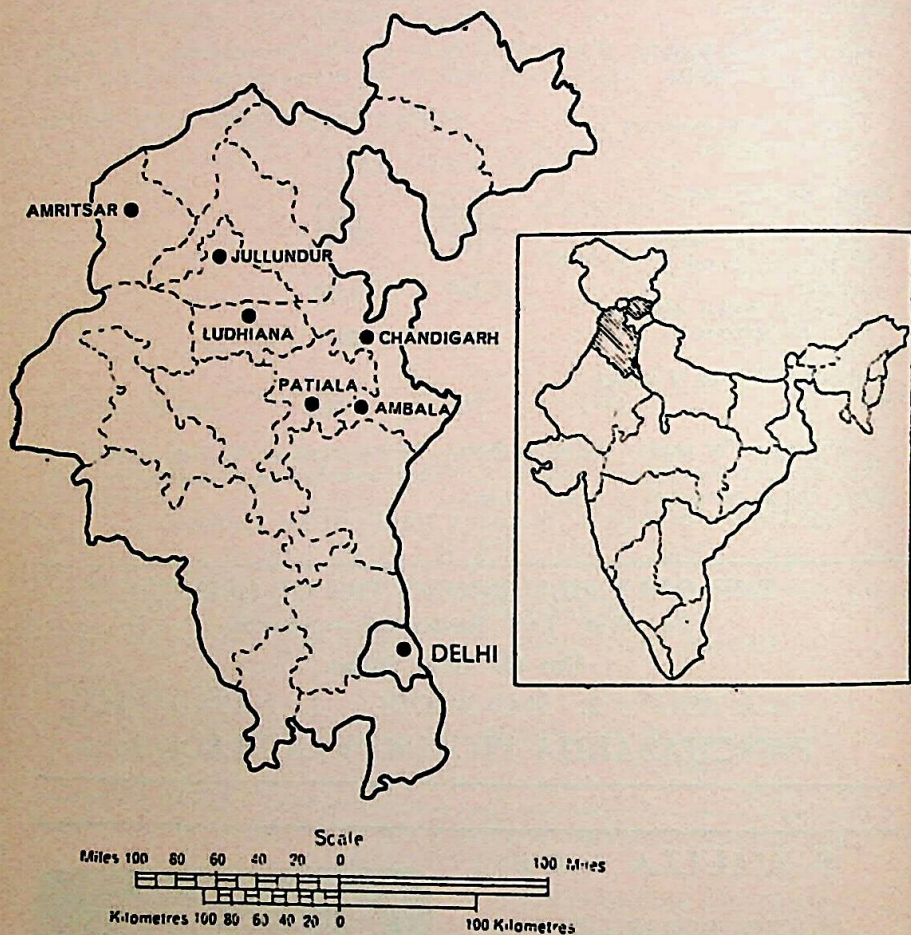 AMRITSAR
JULLUNDUR
LUDHIANA
CHANDIGARH
PATIALA
AMBALA
DELHI
Scale
Miles 100 80 60 40 20 0 100 Miles
Kilometres 100 80 60 40 20 0 100 Kilometres